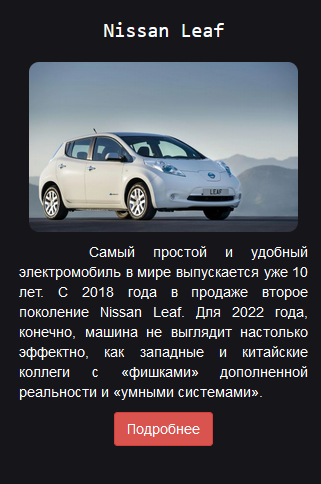 Nissan Leaf
LEAF
Самый простой и удобный
электромобиль в мире выпускается уже 10
лет. С 2018 года в продаже второе
поколение Nissan Leaf. Для 2022 года,
конечно, машина не выглядит настолько
эффектно, как западные и китайские
коллеги с «фишками» дополненной
реальности и «умными системами».
Подробнее